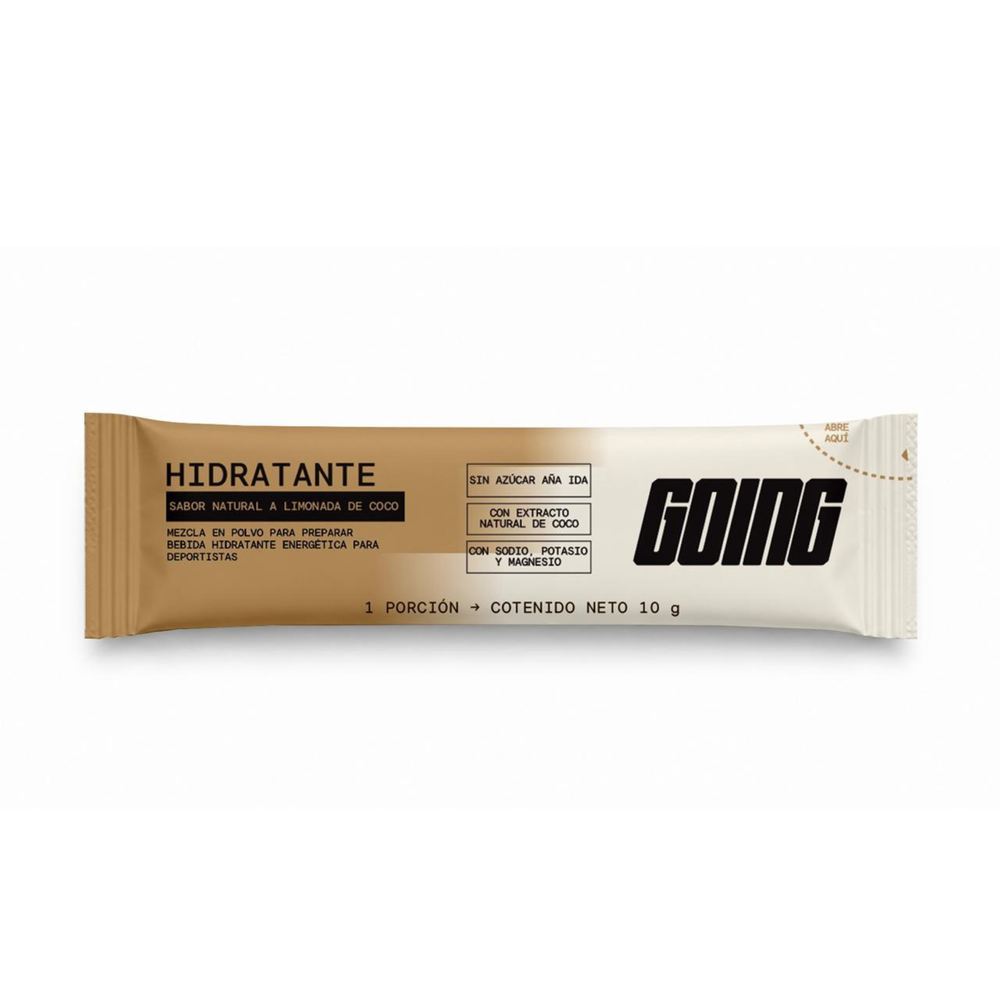 HIDRATANTE
SABOR NATURAL A LIMONADA DE COCO
MEZCLA EN POLVO PARA PREPARAR
BEBIDA HIDRATANTE ENERGÉTICA PARA
DEPORTISTAS
SIN AZÚCAR AÑA IDA
CON EXTRACTO
NATURAL DE COCO
CON SODIO, POTASIO
Y MAGNESIO
GOING
ABRE
AQUÍ
1 PORCIÓN → COTENIDO NETO 10 g